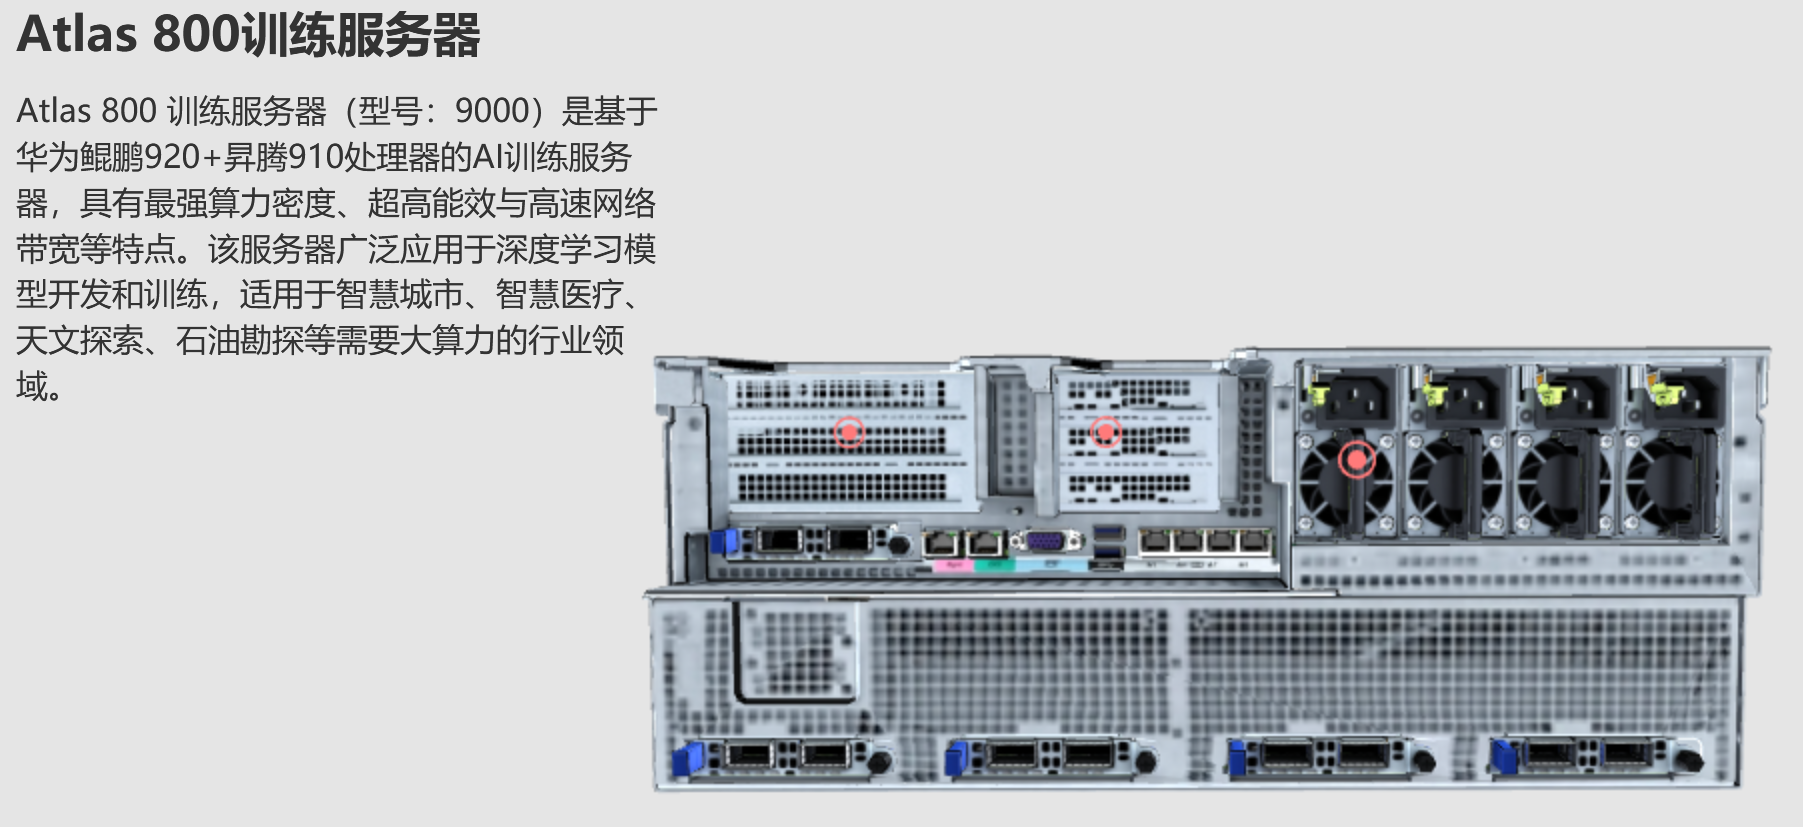 Atlas 800训练服务器
Atlas 800 训练服务器（型号：9000）是基于
华为鲲鹏920+昇腾910处理器的AI训练服务
器，具有最强算力密度、超高能效与高速网络
带宽等特点。该服务器广泛应用于深度学习模
型开发和训练，适用于智慧城市、智慧医疗、
天文探索、石油勘探等需要大算力的行业领
域。